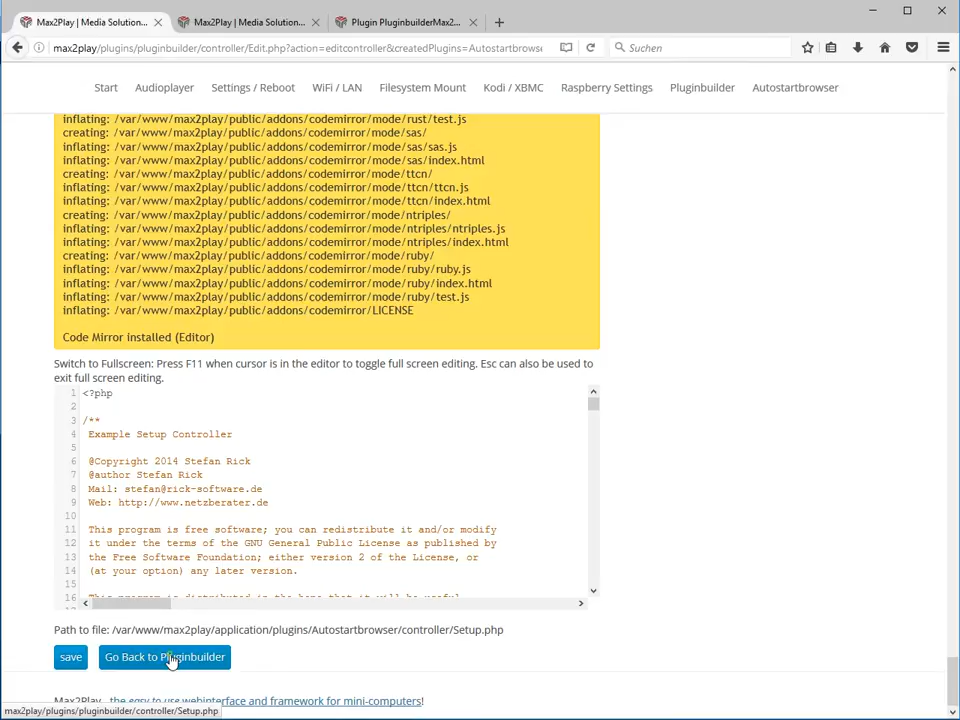 Max2Play | Media Solution...
Max2Play | Media Solution...
Plugin PluginbuilderMax2...
max2play/plugins/pluginbuilder/controller/Edit.php?action=editcontroller&createdPlugins=Autostartbrowse
Suchen
Start
Audioplayer
Settings / Reboot
WiFi / LAN
Filesystem Mount
Kodi / XBMC
Raspberry Settings
Pluginbuilder
Autostartbrowser
inflating: /var/www/max2play/public/addons/codemirror/mode/rust/test.js
creating: /var/www/max2play/public/addons/codemirror/mode/sas/
inflating: /var/www/max2play/public/addons/codemirror/mode/sas/sas.js
inflating: /var/www/max2play/public/addons/codemirror/mode/sas/index.html
creating: /var/www/max2play/public/addons/codemirror/mode/ttcn/
inflating: /var/www/max2play/public/addons/codemirror/mode/ttcn/ttcn.js
inflating: /var/www/max2play/public/addons/codemirror/mode/ttcn/index.html
creating: /var/www/max2play/public/addons/codemirror/mode/ntriples/
inflating: /var/www/max2play/public/addons/codemirror/mode/ntriples/ntriples.js
inflating: /var/www/max2play/public/addons/codemirror/mode/ntriples/index.html
creating: /var/www/max2play/public/addons/codemirror/mode/ruby/
inflating: /var/www/max2play/public/addons/codemirror/mode/ruby/ruby.js
inflating: /var/www/max2play/public/addons/codemirror/mode/ruby/index.html
inflating: /var/www/max2play/public/addons/codemirror/mode/ruby/test.js
inflating: /var/www/max2play/public/addons/codemirror/LICENSE
Code Mirror installed (Editor)
Switch to Fullscreen: Press F11 when cursor is in the editor to toggle full screen editing. Esc can also be used to
exit full screen editing.
1 <?php
2
3 /**
4 Example Setup Controller
5
6 @Copyright 2014 Stefan Rick
7 @author Stefan Rick
8 Mail: stefan@rick-software.de
9 Web: http://www.netzberater.de
10
11 This program is free software; you can redistribute it and/or modify
12 it under the terms of the GNU General Public License as published by
13 the Free Software Foundation; either version 2 of the License, or
14 (at your option) any later version.
15
16 This program is distributed in the hope that it will be useful,
Path to file: /var/www/max2play/application/plugins/Autostartbrowser/controller/Setup.php
save
Go Back to Pluginbuilder
Max2Play - the easy to use webinterface and framework for mini-computers!
max2play/plugins/pluginbuilder/controller/Setup.php